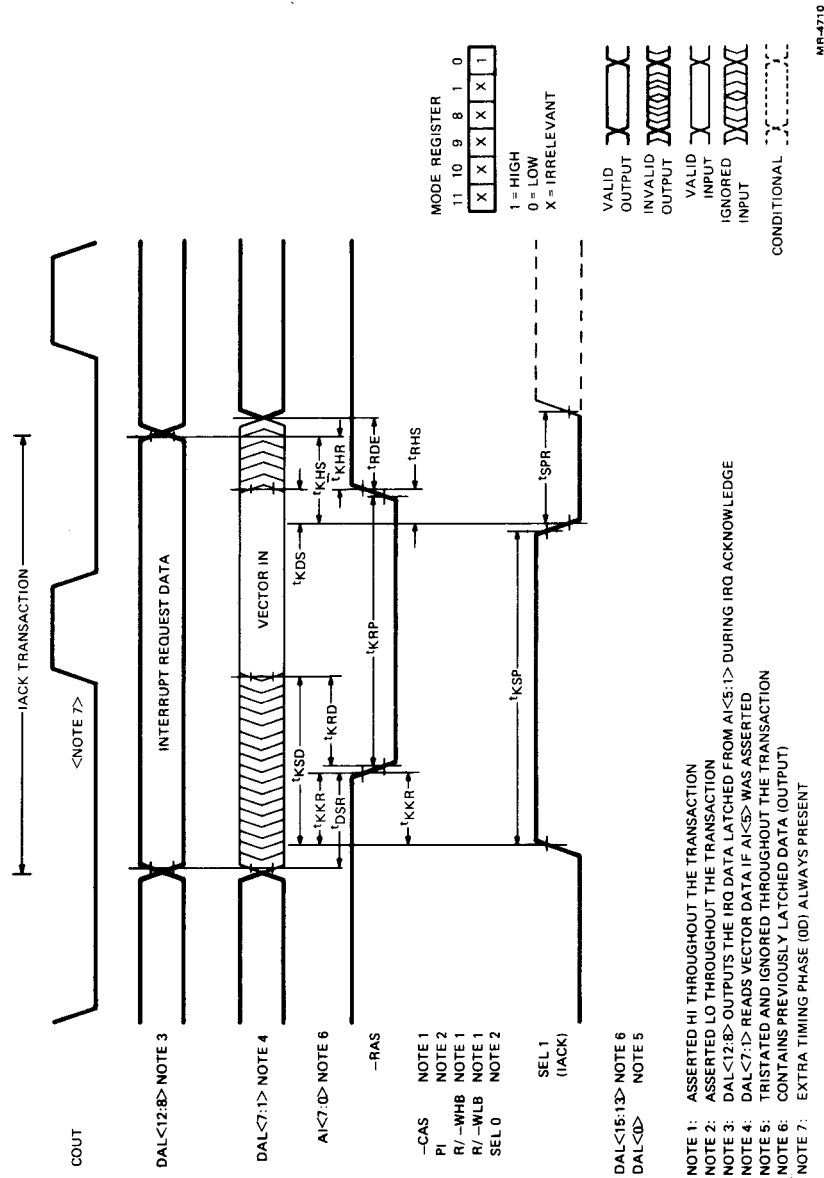 IACK TRANSACTION
COUT
<NOTE 7>
DAL<12:8> NOTE 3
INTERRUPT REQUEST DATA
DAL<7:1> NOTE 4
VECTOR IN
AI<7:0> NOTE 6
tKSD
tKDS
tKHS
tKKR
tKRD
tKHR
tDSR
tRDE
-RAS
tKRP
tKKR
tRHS
-CAS NOTE 1
PI NOTE 2
R/-WHB NOTE 1
R/-WLB NOTE 1
SEL 0 NOTE 2
SEL 1
(IACK)
tKSP
tSPR
DAL<15:13> NOTE 6
DAL<0> NOTE 5
NOTE 1: ASSERTED HI THROUGHOUT THE TRANSACTION
NOTE 2: ASSERTED LO THROUGHOUT THE TRANSACTION
NOTE 3: DAL<12:8> OUTPUTS THE IRQ DATA LATCHED FROM AI<5:1> DURING IRQ ACKNOWLEDGE
NOTE 4: DAL<7:1> READS VECTOR DATA IF AI<5> WAS ASSERTED
NOTE 5: TRISTATED AND IGNORED THROUGHOUT THE TRANSACTION
NOTE 6: CONTAINS PREVIOUSLY LATCHED DATA (OUTPUT)
NOTE 7: EXTRA TIMING PHASE (0D) ALWAYS PRESENT
MODE REGISTER
11 10 9 8 1 0
X X X X X 1
1 = HIGH
0 = LOW
X = IRRELEVANT
VALID
OUTPUT
INVALID
OUTPUT
VALID
INPUT
IGNORED
INPUT
CONDITIONAL
MR-4710